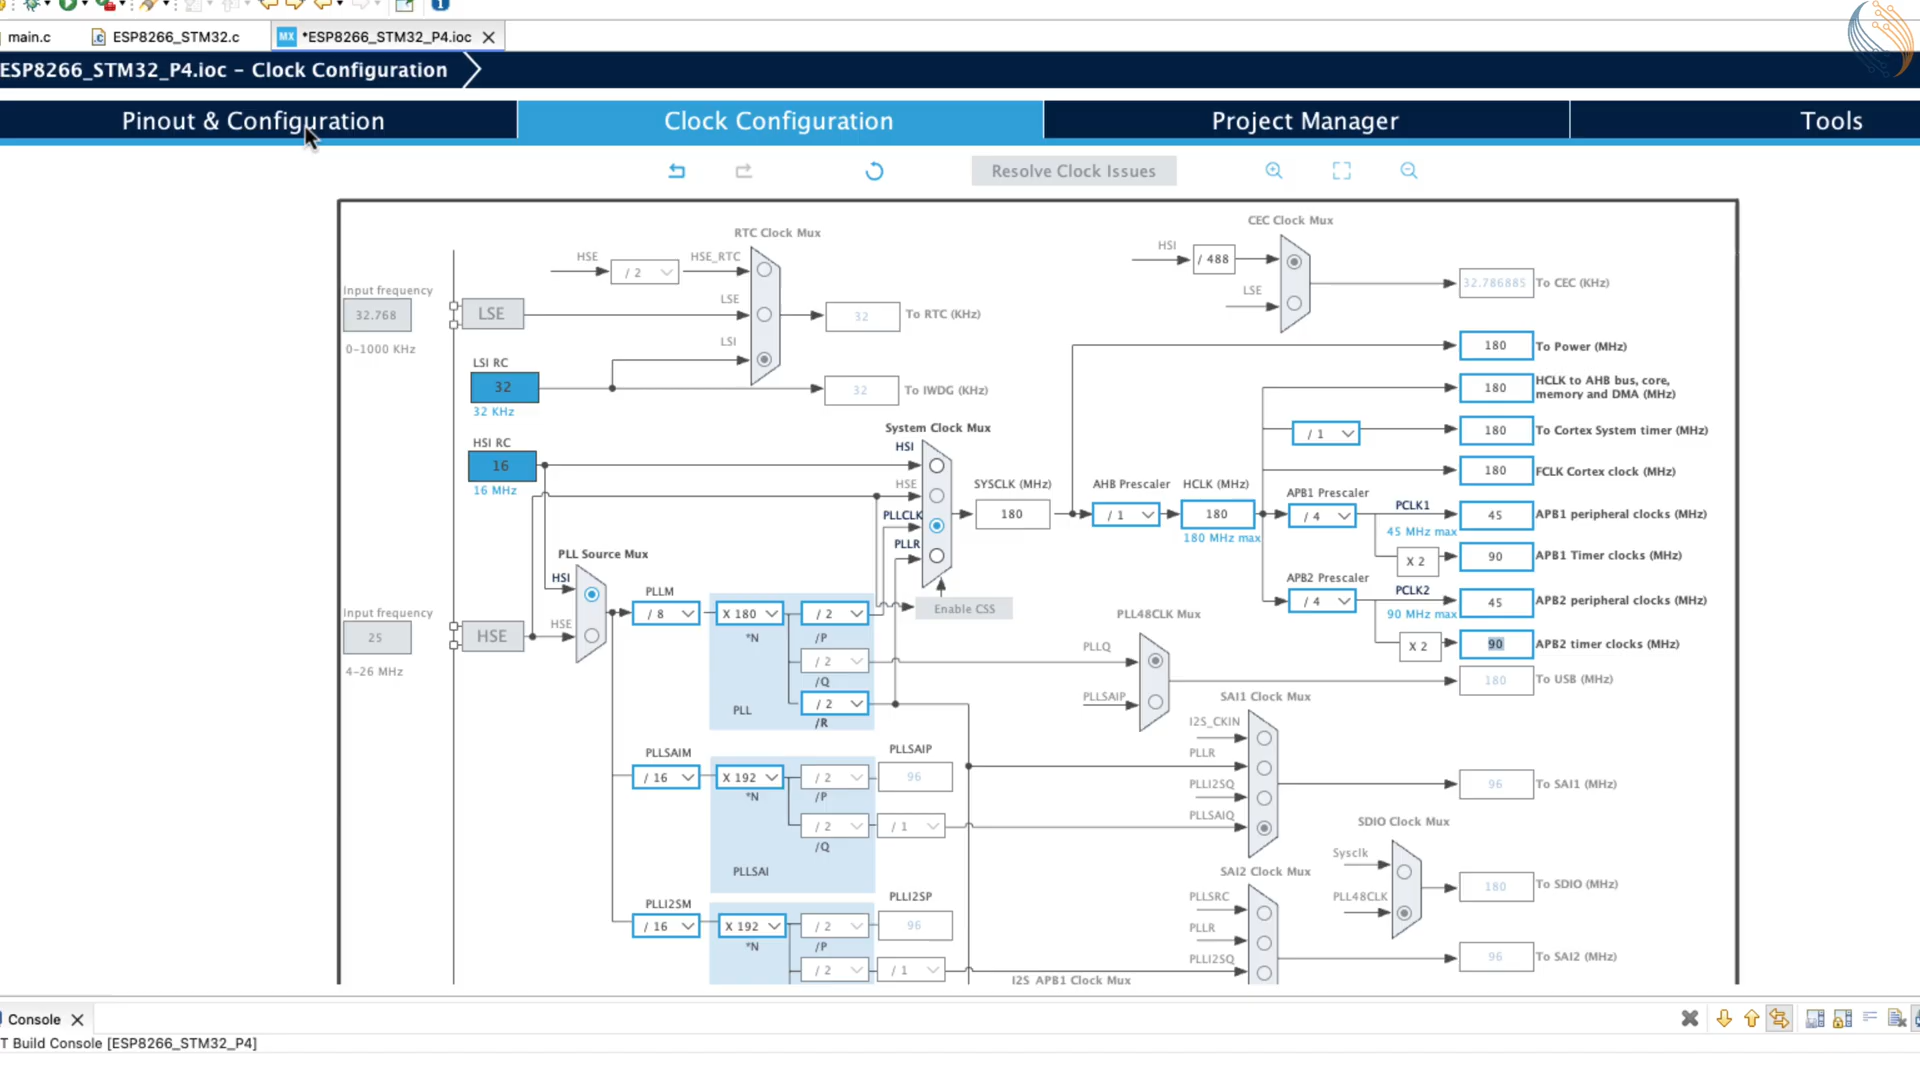 main.c ESP8266_STM32.c MX *ESP8266_STM32_P4.ioc
ESP8266_STM32_P4.ioc – Clock Configuration
Pinout & Configuration Clock Configuration Project Manager Tools
Resolve Clock Issues
CEC Clock Mux
RTC Clock Mux
HSI / 488
HSE / 2 HSE_RTC
32.786885 To CEC (KHz)
LSE
Input frequency
32.768 LSE
LSE 32 To RTC (KHz)
0-1000 KHz
LSI
180 To Power (MHz)
LSI RC
32
32 KHz
32 To IWDG (KHz)
180 HCLK to AHB bus, core,
memory and DMA (MHz)
/ 1 180 To Cortex System timer (MHz)
System Clock Mux
HSI RC
16
16 MHz
HSI
HSE
PLLCLK
PLLR
SYSCLK (MHz)
180
AHB Prescaler
/ 1
HCLK (MHz)
180
180 MHz max
180 FCLK Cortex clock (MHz)
APB1 Prescaler
/ 4
PCLK1
45 MHz max
45 APB1 peripheral clocks (MHz)
X 2 90 APB1 Timer clocks (MHz)
APB2 Prescaler
/ 4
PCLK2
90 MHz max
45 APB2 peripheral clocks (MHz)
X 2 90 APB2 timer clocks (MHz)
Enable CSS
PLL Source Mux
HSI
HSE
Input frequency
25 HSE
4-26 MHz
PLLM
/ 8 X 180 / 2
*N /P
/ 2
/Q
/ 2
/R
PLL
PLL48CLK Mux
PLLQ
PLLSAIP
180 To USB (MHz)
SAI1 Clock Mux
I2S_CKIN
PLLR
PLLI2SQ
PLLSAIQ
96 To SAI1 (MHz)
PLLSAIM
/ 16 X 192 / 2
*N /P
PLLSAIP
96
/ 2 / 1
/Q
PLLSAI
SDIO Clock Mux
Sysclk
PLL48CLK
180 To SDIO (MHz)
SAI2 Clock Mux
PLLSRC
PLLR
PLLI2SQ
96 To SAI2 (MHz)
PLLI2SM
/ 16 X 192 / 2
*N /P
PLLI2SP
96
/ 2 / 1
I2S APB1 Clock Mux
Console
T Build Console [ESP8266_STM32_P4]